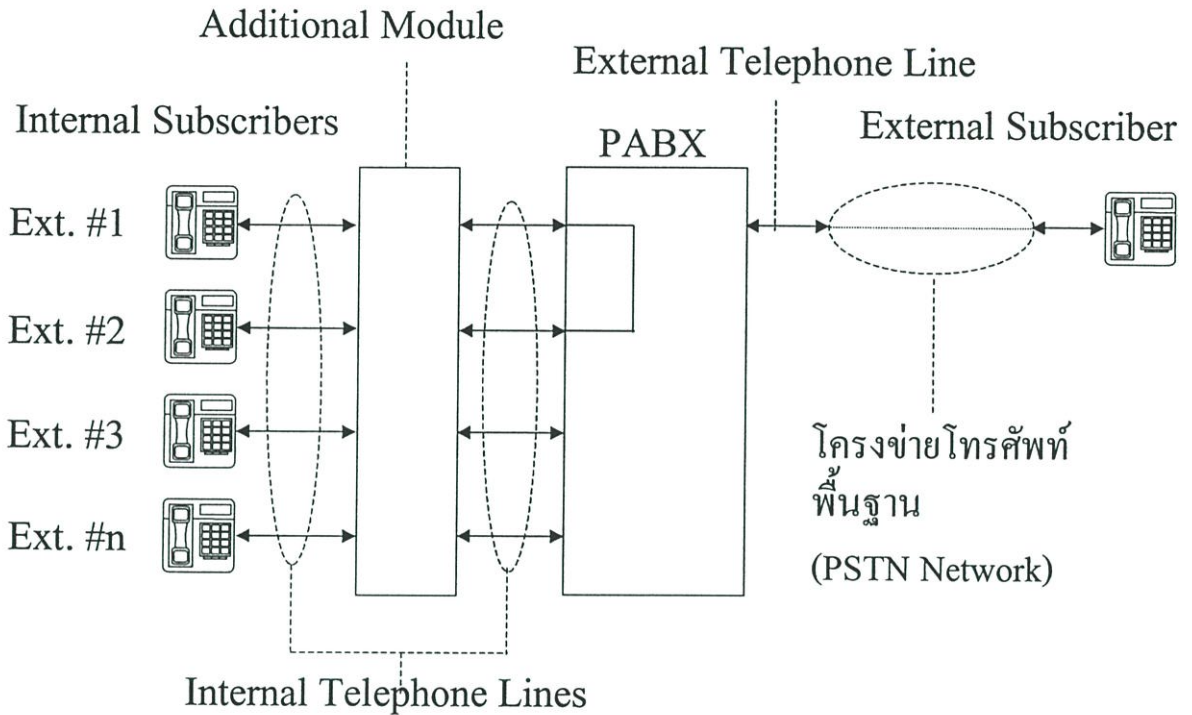 Additional Module
External Telephone Line
Internal Subscribers
PABX
External Subscriber
Ext. #1
Ext. #2
Ext. #3
Ext. #n
โครงข่ายโทรศัพท์
พื้นฐาน
(PSTN Network)
Internal Telephone Lines